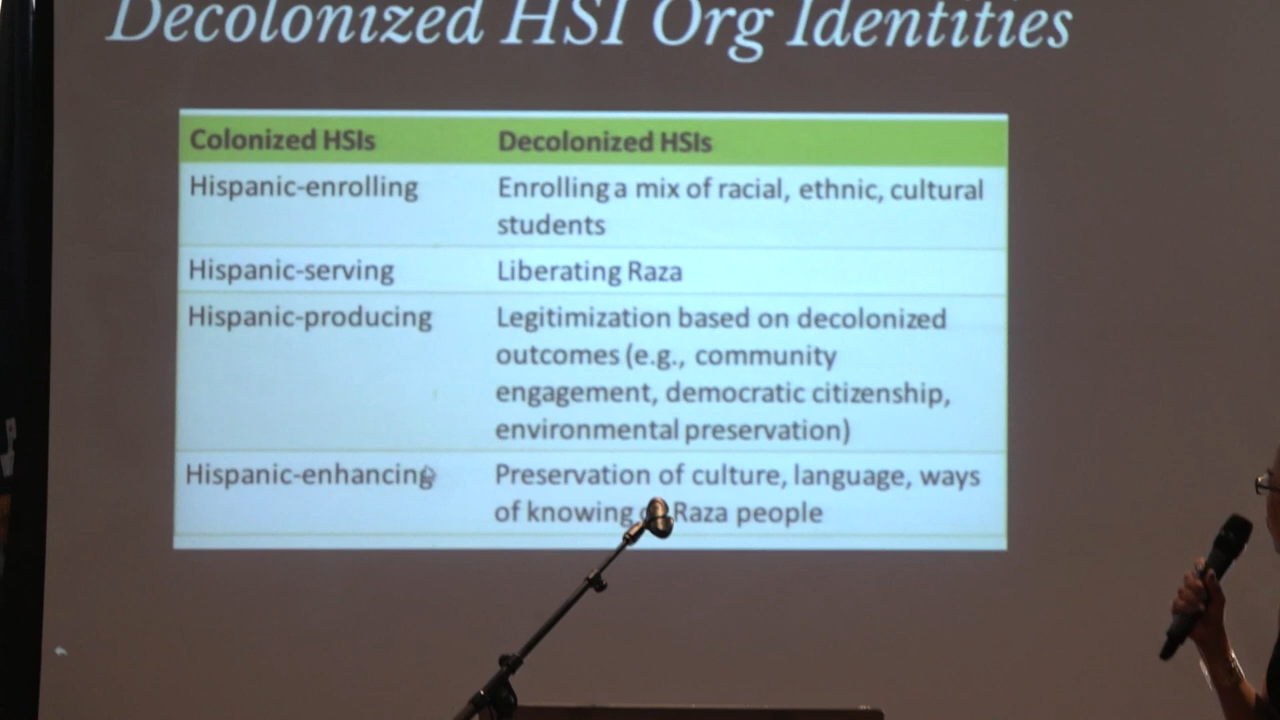 Decolonized HSI Org Identities
Colonized HSIs
Decolonized HSIs
Hispanic-enrolling
Enrolling a mix of racial, ethnic, cultural
students
Hispanic-serving
Liberating Raza
Hispanic-producing
Legitimization based on decolonized
outcomes (e.g., community
engagement, democratic citizenship,
environmental preservation)
Hispanic-enhancing
Preservation of culture, language, ways
of knowing Raza people